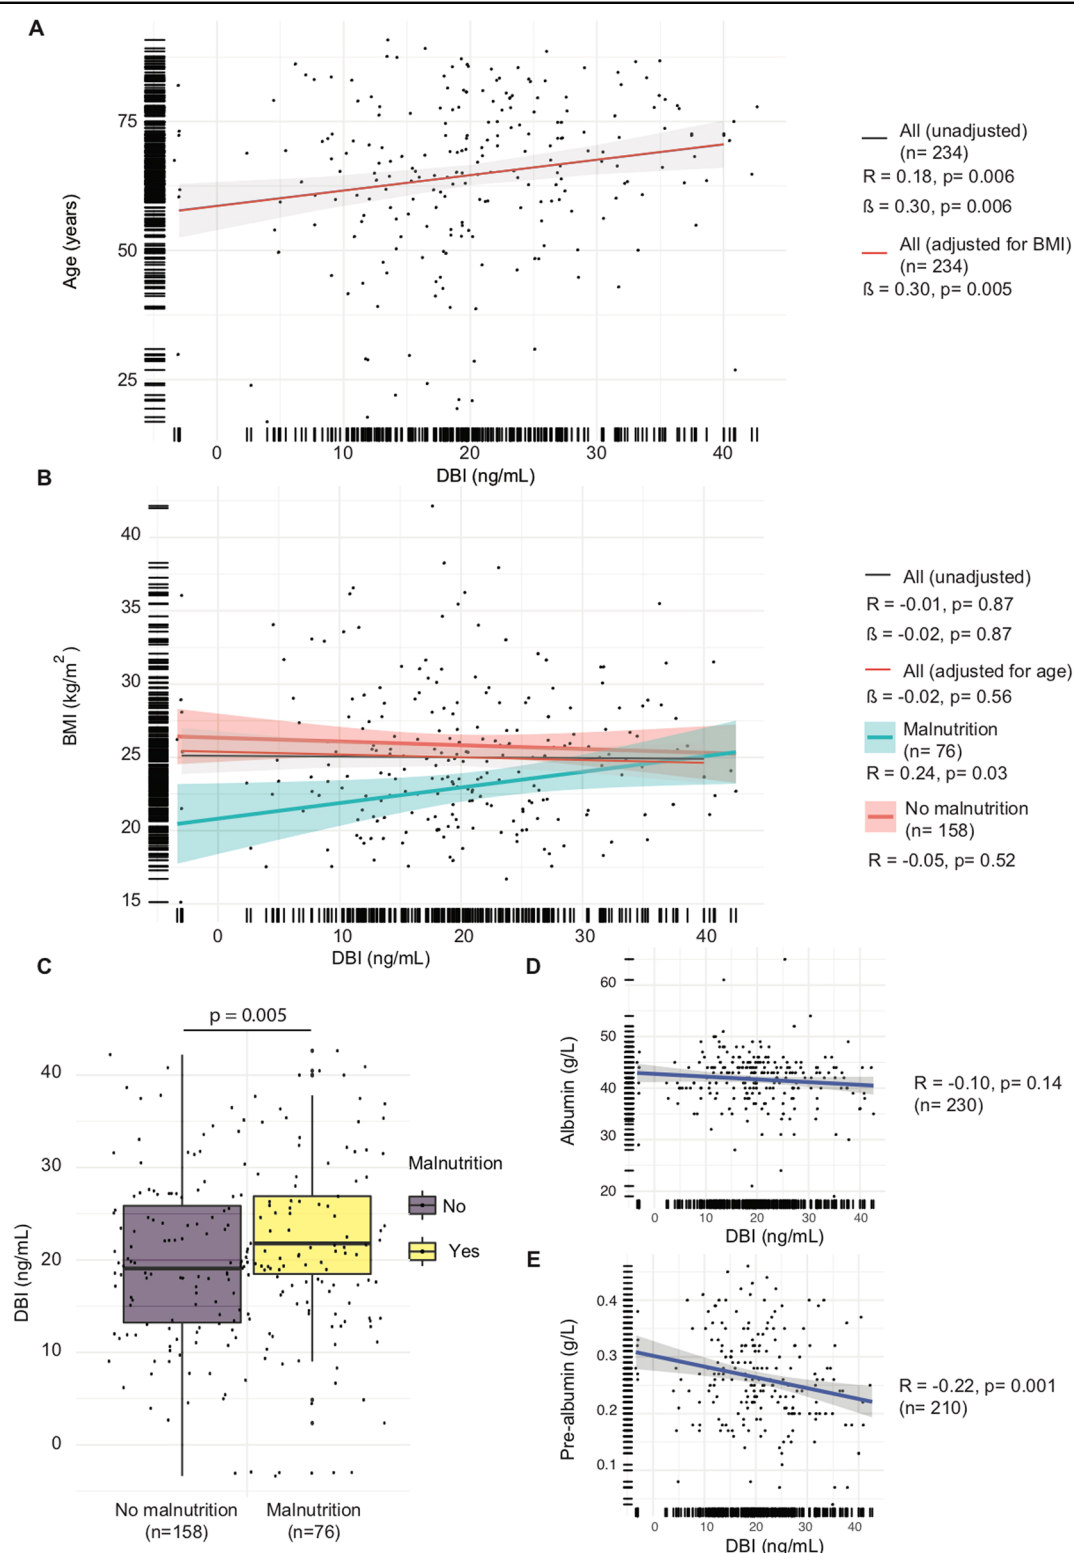 A
75
50
25
Age (years)
0 10 20 30 40
DBI (ng/mL)
All (unadjusted)
(n= 234)
R = 0.18, p= 0.006
ß = 0.30, p= 0.006
All (adjusted for BMI)
(n= 234)
ß = 0.30, p= 0.005
B
40
35
30
25
20
15
BMI (kg/m²)
0 10 20 30 40
DBI (ng/mL)
All (unadjusted)
R = -0.01, p= 0.87
ß = -0.02, p= 0.87
All (adjusted for age)
ß = -0.02, p= 0.56
Malnutrition
(n= 76)
R = 0.24, p= 0.03
No malnutrition
(n= 158)
R = -0.05, p= 0.52
C
p = 0.005
40
30
20
10
0
DBI (ng/mL)
No malnutrition
(n=158)
Malnutrition
(n=76)
Malnutrition
No
Yes
D
60
50
40
30
20
Albumin (g/L)
0 10 20 30 40
DBI (ng/mL)
R = -0.10, p= 0.14
(n= 230)
E
0.4
0.3
0.2
0.1
Pre-albumin (g/L)
0 10 20 30 40
DBI (ng/mL)
R = -0.22, p= 0.001
(n= 210)